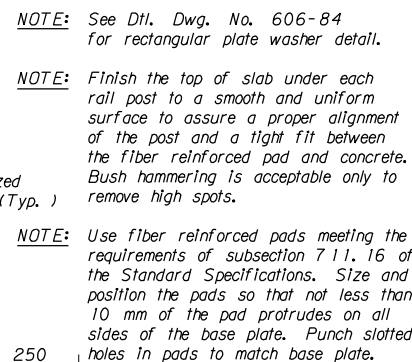 NOTE: See Dtl. Dwg. No. 606-84
for rectangular plate washer detail.
NOTE: Finish the top of slab under each
rail post to a smooth and uniform
surface to assure a proper alignment
of the post and a tight fit between
the fiber reinforced pad and concrete.
zed Bush hammering is acceptable only to
(Typ. ) remove high spots.
NOTE: Use fiber reinforced pads meeting the
requirements of subsection 711.16 of
the Standard Specifications. Size and
position the pads so that not less than
10 mm of the pad protrudes on all
sides of the base plate. Punch slotted
250 holes in pads to match base plate.